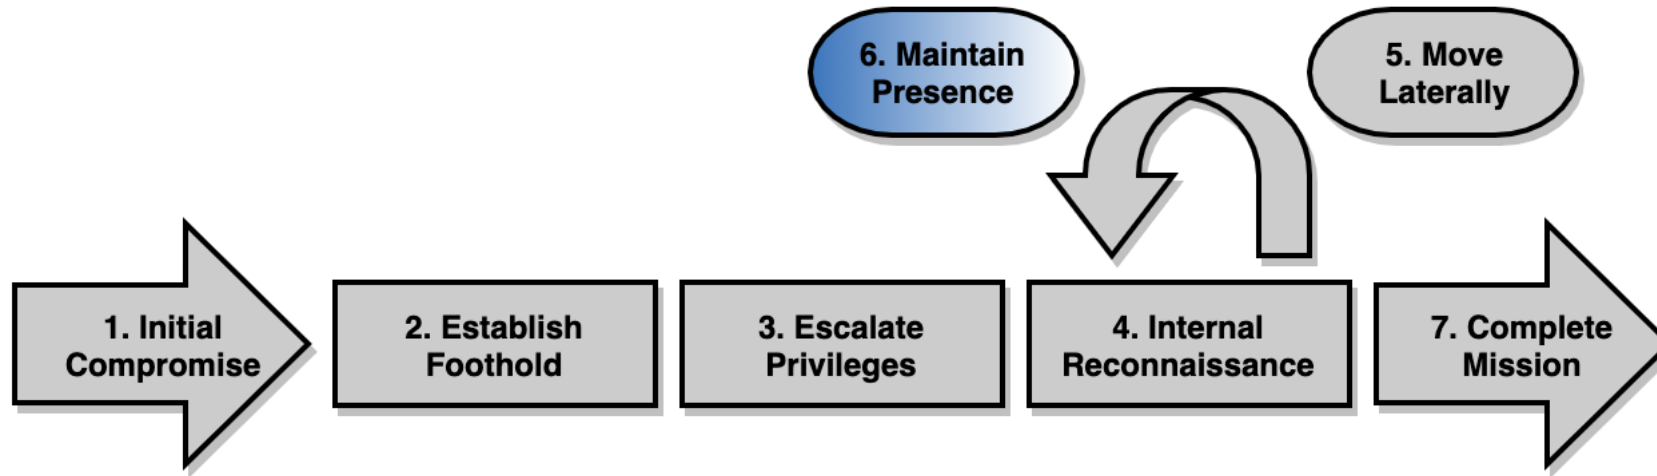 6. Maintain
Presence
5. Move
Laterally
1. Initial
Compromise
2. Establish
Foothold
3. Escalate
Privileges
4. Internal
Reconnaissance
7. Complete
Mission